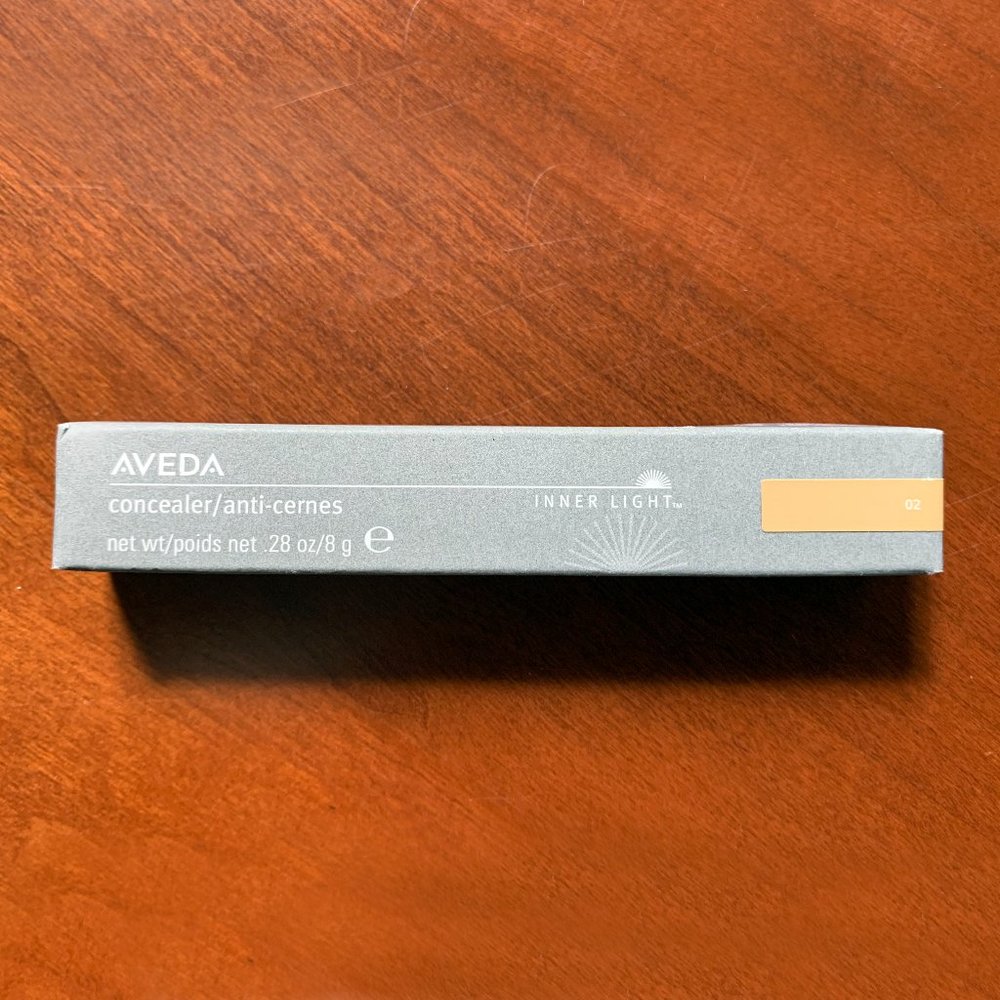 AVEDA
concealer/anti-cernes
net wt/poids net .28 oz/8 g ℮
INNER LIGHT™
02